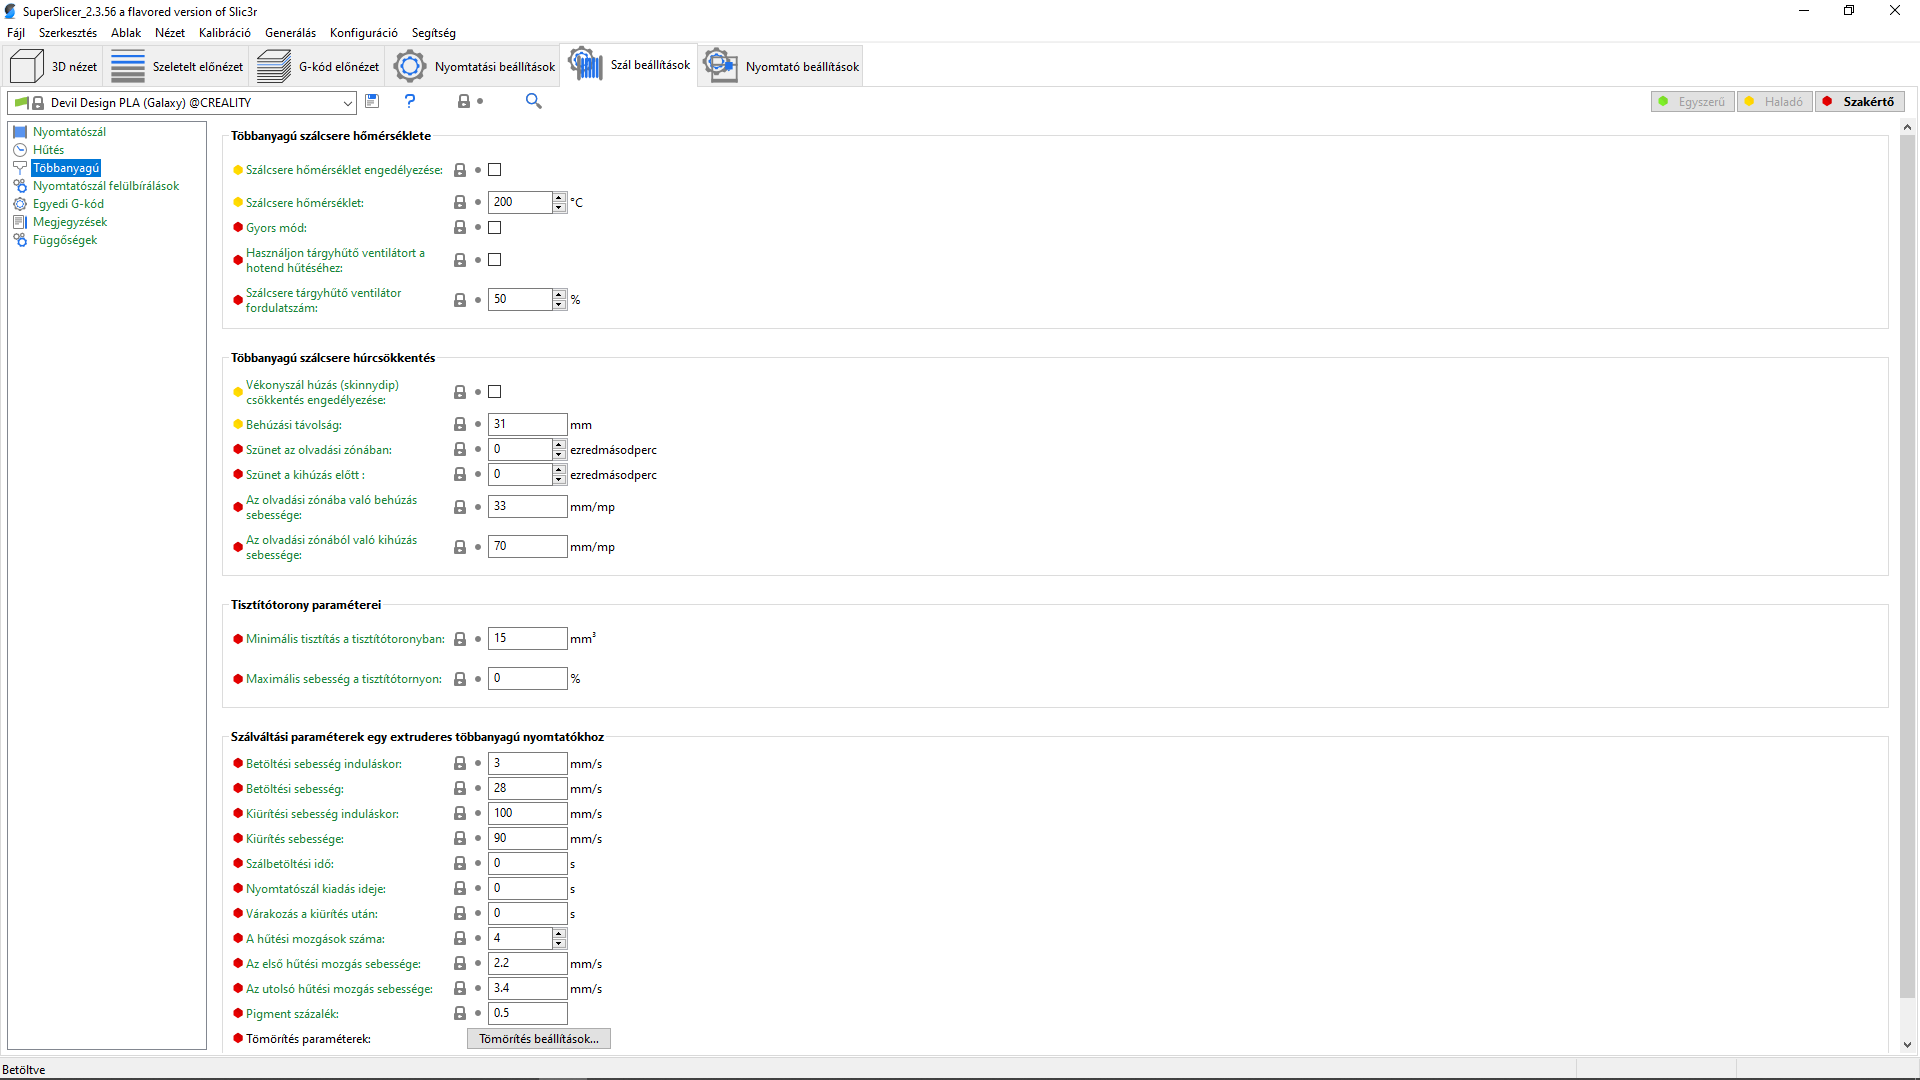 SuperSlicer_2.3.56 a flavored version of Slic3r
Fájl Szerkesztés Ablak Nézet Kalibráció Generálás Konfiguráció Segítség
3D nézet Szeletelt előnézet G-kód előnézet Nyomtatási beállítások Szál beállítások Nyomtató beállítások
Devil Design PLA (Galaxy) @CREALITY ? Egyszerű Haladó Szakértő
Nyomtatószál
Hűtés
Többanyagú
Nyomtatószál felülbírálások
Egyedi G-kód
Megjegyzések
Függőségek
Többanyagú szálcsere hőmérséklete
Szálcsere hőmérséklet engedélyezése:
Szálcsere hőmérséklet: 200 °C
Gyors mód:
Használjon tárgyhűtő ventilátort a
hotend hűtéséhez:
Szálcsere tárgyhűtő ventilátor
fordulatszám: 50 %
Többanyagú szálcsere húrcsökkentés
Vékonyszál húzás (skinnydip)
csökkentés engedélyezése:
Behúzási távolság: 31 mm
Szünet az olvadási zónában: 0 ezredmásodperc
Szünet a kihúzás előtt : 0 ezredmásodperc
Az olvadási zónába való behúzás
sebessége: 33 mm/mp
Az olvadási zónából való kihúzás
sebessége: 70 mm/mp
Tisztítótorony paraméterei
Minimális tisztítás a tisztítótoronyban: 15 mm³
Maximális sebesség a tisztítótornyon: 0 %
Szálváltási paraméterek egy extruderes többanyagú nyomtatókhoz
Betöltési sebesség induláskor: 3 mm/s
Betöltési sebesség: 28 mm/s
Kiürítési sebesség induláskor: 100 mm/s
Kiürítés sebessége: 90 mm/s
Szálbetöltési idő: 0 s
Nyomtatószál kiadás ideje: 0 s
Várakozás a kiürítés után: 0 s
A hűtési mozgások száma: 4
Az első hűtési mozgás sebessége: 2.2 mm/s
Az utolsó hűtési mozgás sebessége: 3.4 mm/s
Pigment százalék: 0.5
Tömörítés paraméterek: Tömörítés beállítások...
Betöltve